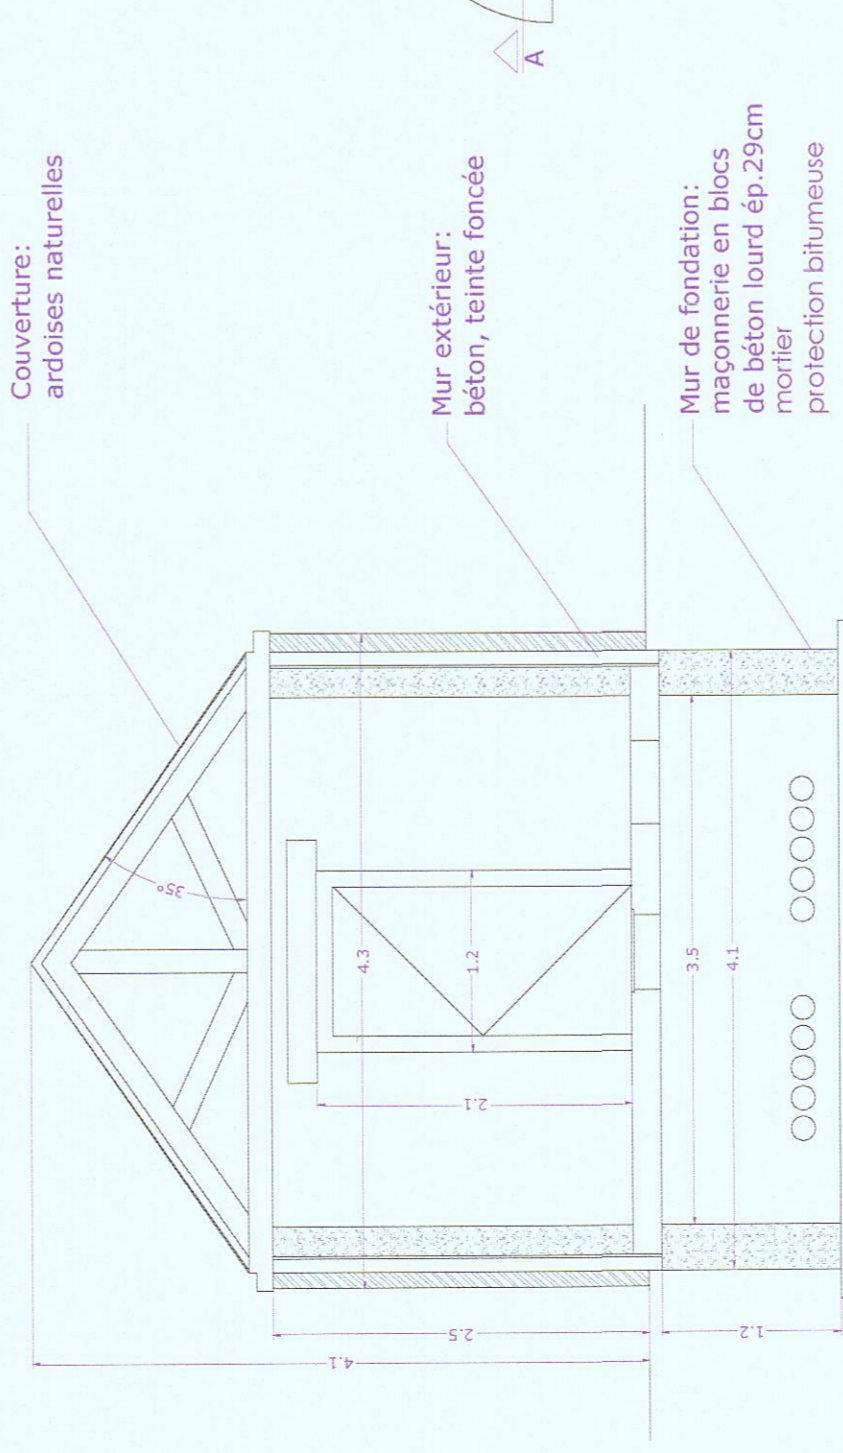 Couverture:
ardoises naturelles
A
Mur extérieur:
béton, teinte foncée
Mur de fondation:
maçonnerie en blocs
de béton lourd ép.29cm
mortier
protection bitumeuse
35°
4.3
1.2
2.1
3.5
4.1
2.5
4.1
1.2